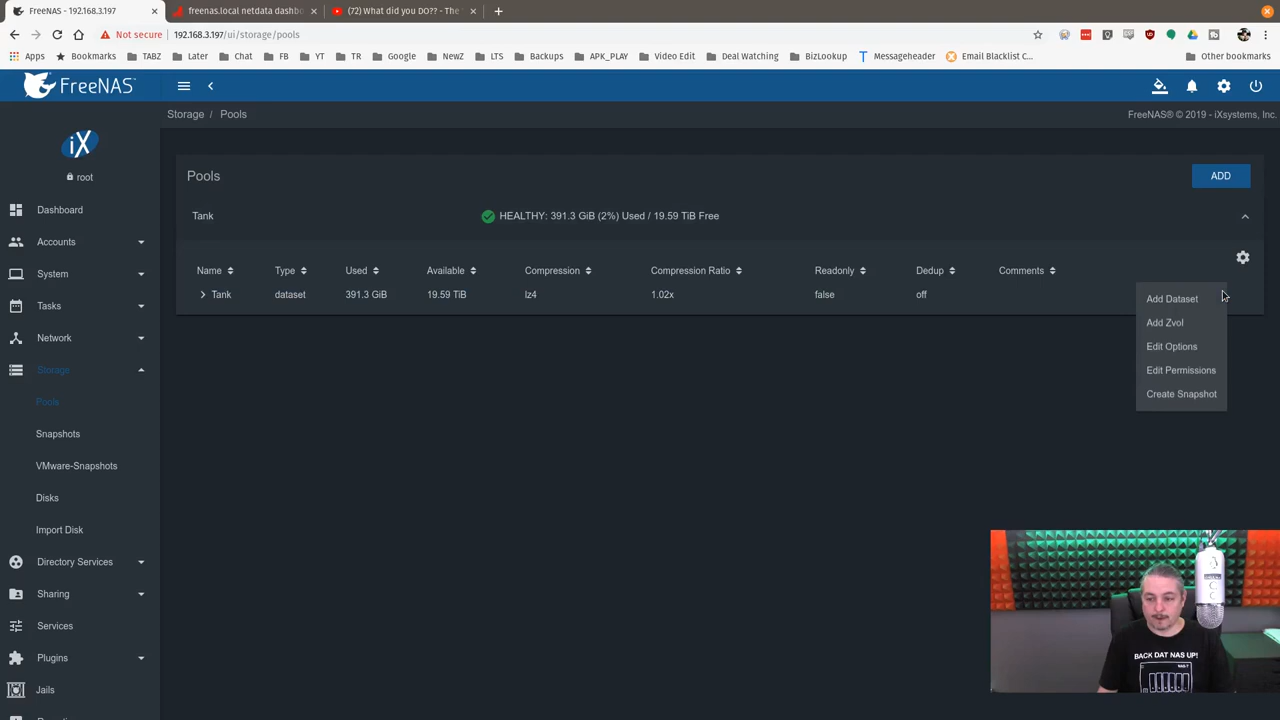 FreeNAS - 192.168.3.197
freenas.local netdata dashbo
(72) What did you DO?? - The
Not secure
192.168.3.197/ui/storage/pools
Apps
Bookmarks
TABZ
Later
Chat
FB
YT
TR
Google
NewZ
LTS
Backups
APK_PLAY
Video Edit
Deal Watching
BizLookup
Messageheader
Email Blacklist C...
Other bookmarks
FreeNAS
Storage / Pools
FreeNAS® © 2019 - iXsystems, Inc.
iX
root
Dashboard
Accounts
System
Tasks
Network
Storage
Pools
Snapshots
VMware-Snapshots
Disks
Import Disk
Directory Services
Sharing
Services
Plugins
Jails
Pools
ADD
Tank
HEALTHY: 391.3 GiB (2%) Used / 19.59 TiB Free
Name Type Used Available Compression Compression Ratio Readonly Dedup Comments
Tank dataset 391.3 GiB 19.59 TiB lz4 1.02x false off
Add Dataset
Add Zvol
Edit Options
Edit Permissions
Create Snapshot
BACK DAT NAS UP!